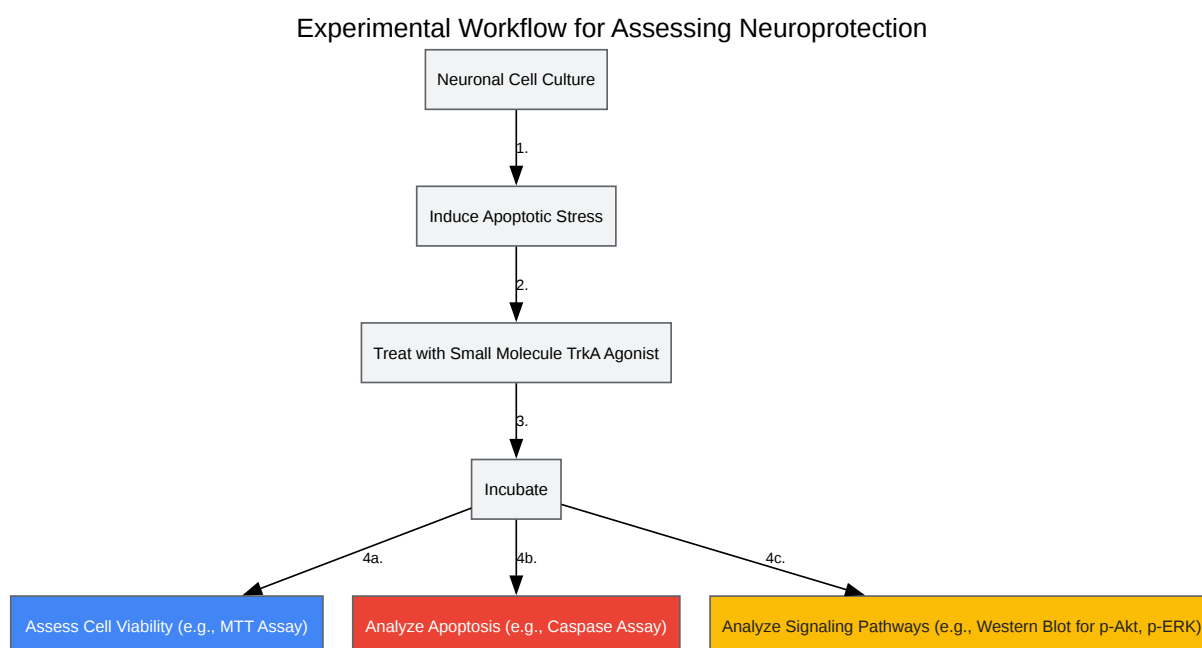 Experimental Workflow for Assessing Neuroprotection
Neuronal Cell Culture
1.
Induce Apoptotic Stress
2.
Treat with Small Molecule TrkA Agonist
3.
Incubate
4a.
4b.
4c.
Assess Cell Viability (e.g., MTT Assay)
Analyze Apoptosis (e.g., Caspase Assay)
Analyze Signaling Pathways (e.g., Western Blot for p-Akt, p-ERK)